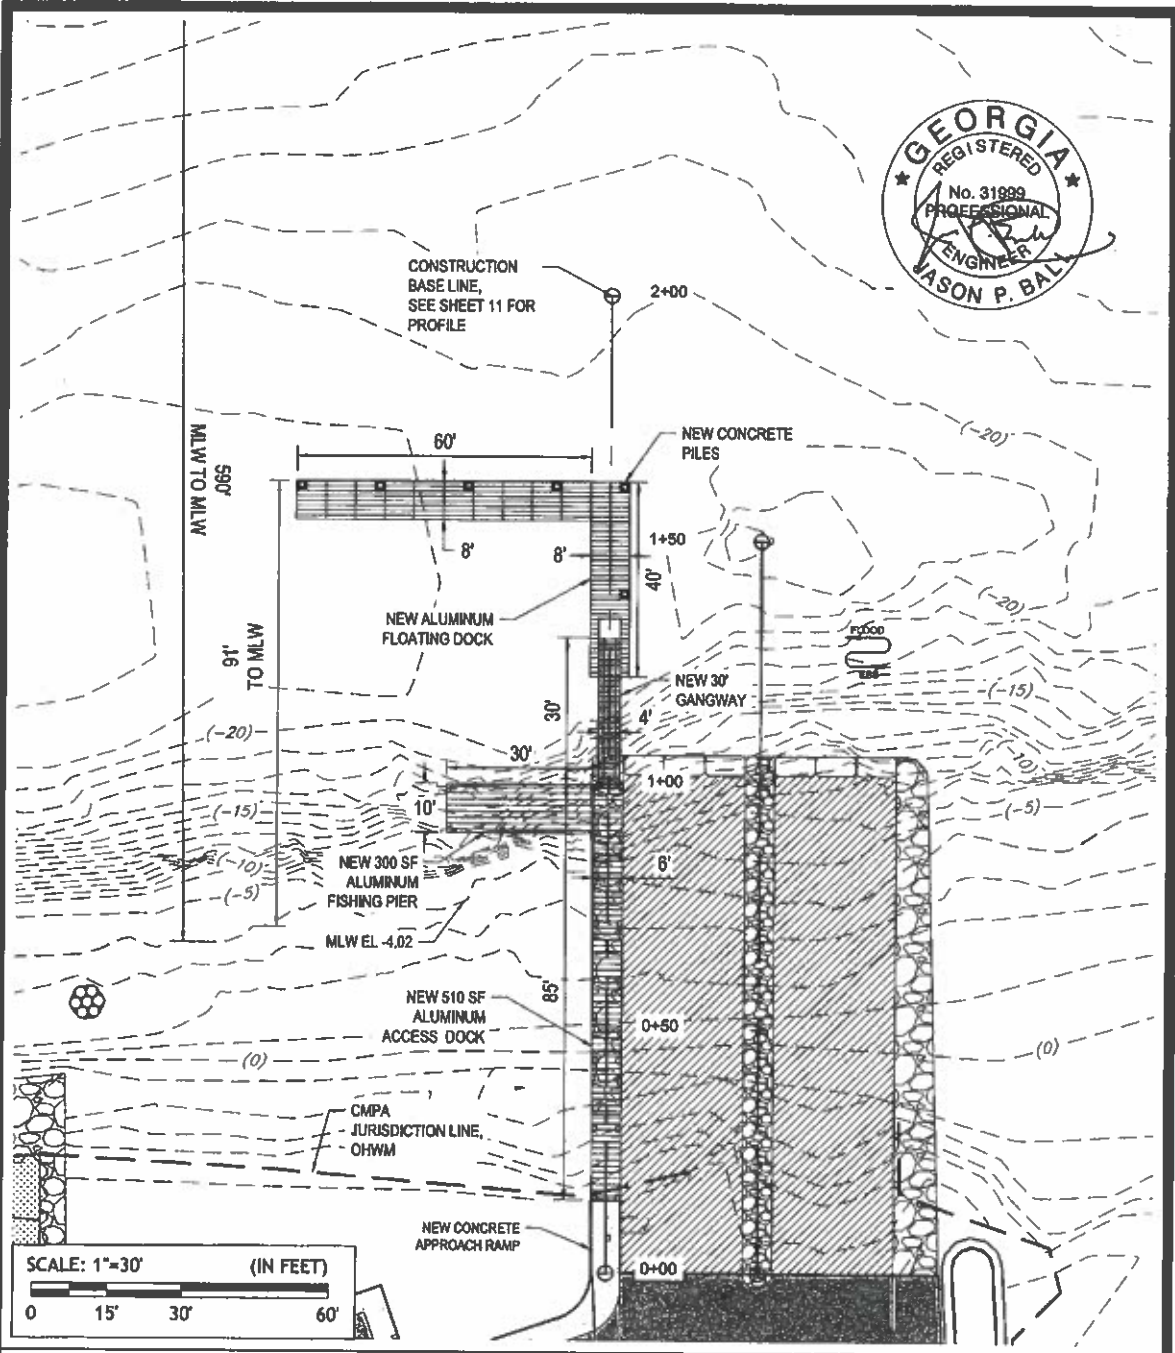 GEORGIA
REGISTERED
No. 31999
PROFESSIONAL
ENGINEER
JASON P. BALL
CONSTRUCTION
BASE LINE,
SEE SHEET 11 FOR
PROFILE
2+00
590'
MLW TO MLW
60'
NEW CONCRETE
PILES
(-20)
8'
8'
1+50
40'
NEW ALUMINUM
FLOATING DOCK
91'
TO MLW
(-20)
FLOOD
EBB
NEW 30'
GANGWAY
(-15)
30'
4'
(-20)
30'
(-10)
1+00
(-15)
10'
(-5)
(-10)
NEW 300 SF
ALUMINUM
FISHING PIER
6'
(-5)
MLW EL -4.02
NEW 510 SF
ALUMINUM
ACCESS DOCK
85'
0+50
(0)
(0)
CMPA
JURISDICTION LINE,
OHWM
NEW CONCRETE
APPROACH RAMP
0+00
SCALE: 1"=30' (IN FEET)
0 15' 30' 60'